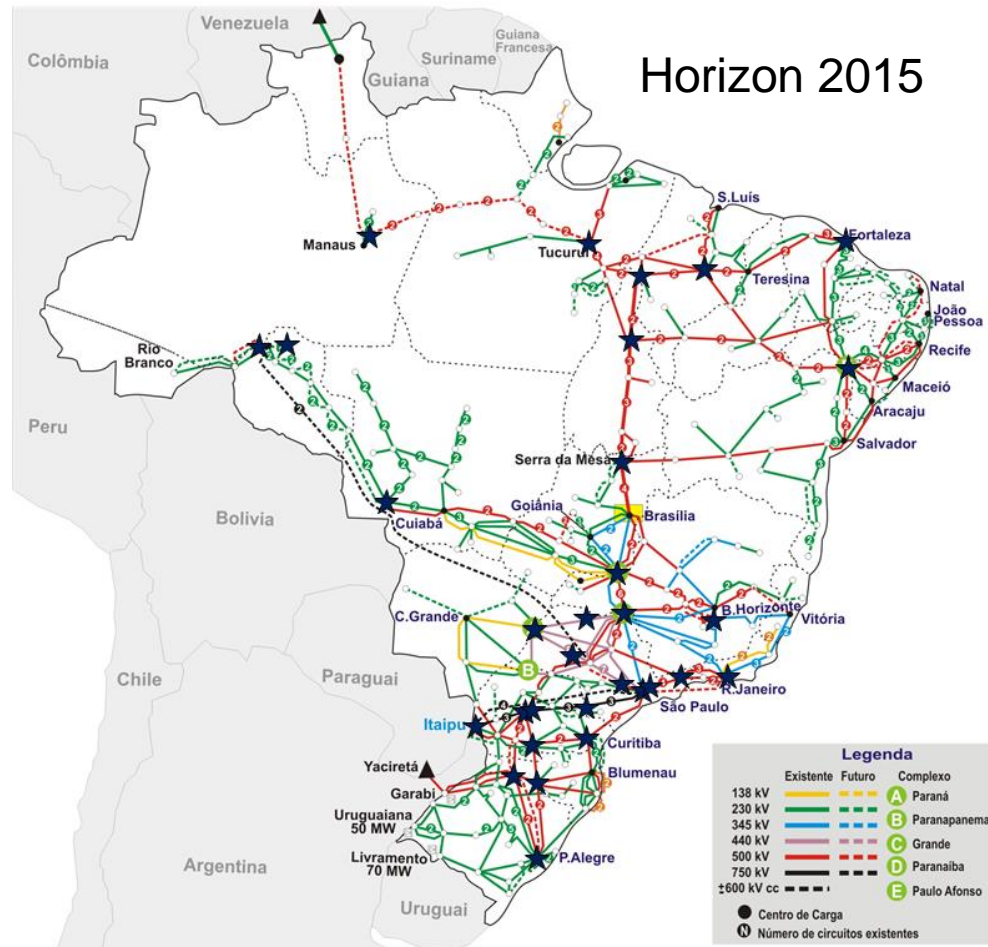 Horizon 2015
Venezuela
Colômbia
Suriname
Guiana
Francesa
Guiana
S.Luís
Manaus
Tucuruí
Fortaleza
Teresina
Natal
João
Pessoa
Recife
Rio
Branco
Maceió
Aracaju
Salvador
Peru
Serra da Mesa
Bolivia
Cuiabá
Goiânia
Brasília
C.Grande
B.Horizonte
Vitória
Chile
Paraguai
B
R.Janeiro
São Paulo
Itaipu
Curitiba
Yaciretá
Blumenau
Garabi
Uruguaiana
50 MW
Livramento
70 MW
P.Alegre
Argentina
Uruguai
Legenda
Existente Futuro Complexo
138 kV A Paraná
230 kV B Paranapanema
345 kV C Grande
440 kV D Paranaíba
500 kV E Paulo Afonso
750 kV
±600 kV cc
Centro de Carga
N Número de circuitos existentes